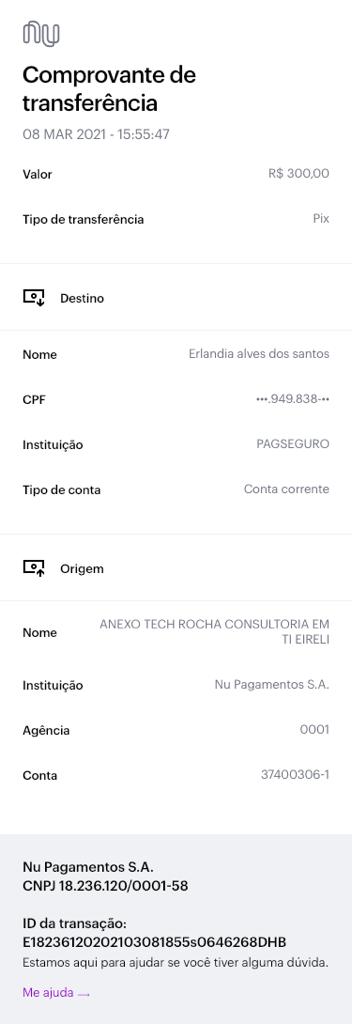 nu
Comprovante de
transferência
08 MAR 2021 - 15:55:47
Valor R$ 300,00
Tipo de transferência Pix
Destino
Nome Erlandia alves dos santos
CPF •••.949.838-••
Instituição PAGSEGURO
Tipo de conta Conta corrente
Origem
Nome ANEXO TECH ROCHA CONSULTORIA EM
TI EIRELI
Instituição Nu Pagamentos S.A.
Agência 0001
Conta 37400306-1
Nu Pagamentos S.A.
CNPJ 18.236.120/0001-58
ID da transação:
E18236120202103081855s0646268DHB
Estamos aqui para ajudar se você tiver alguma dúvida.
Me ajuda →